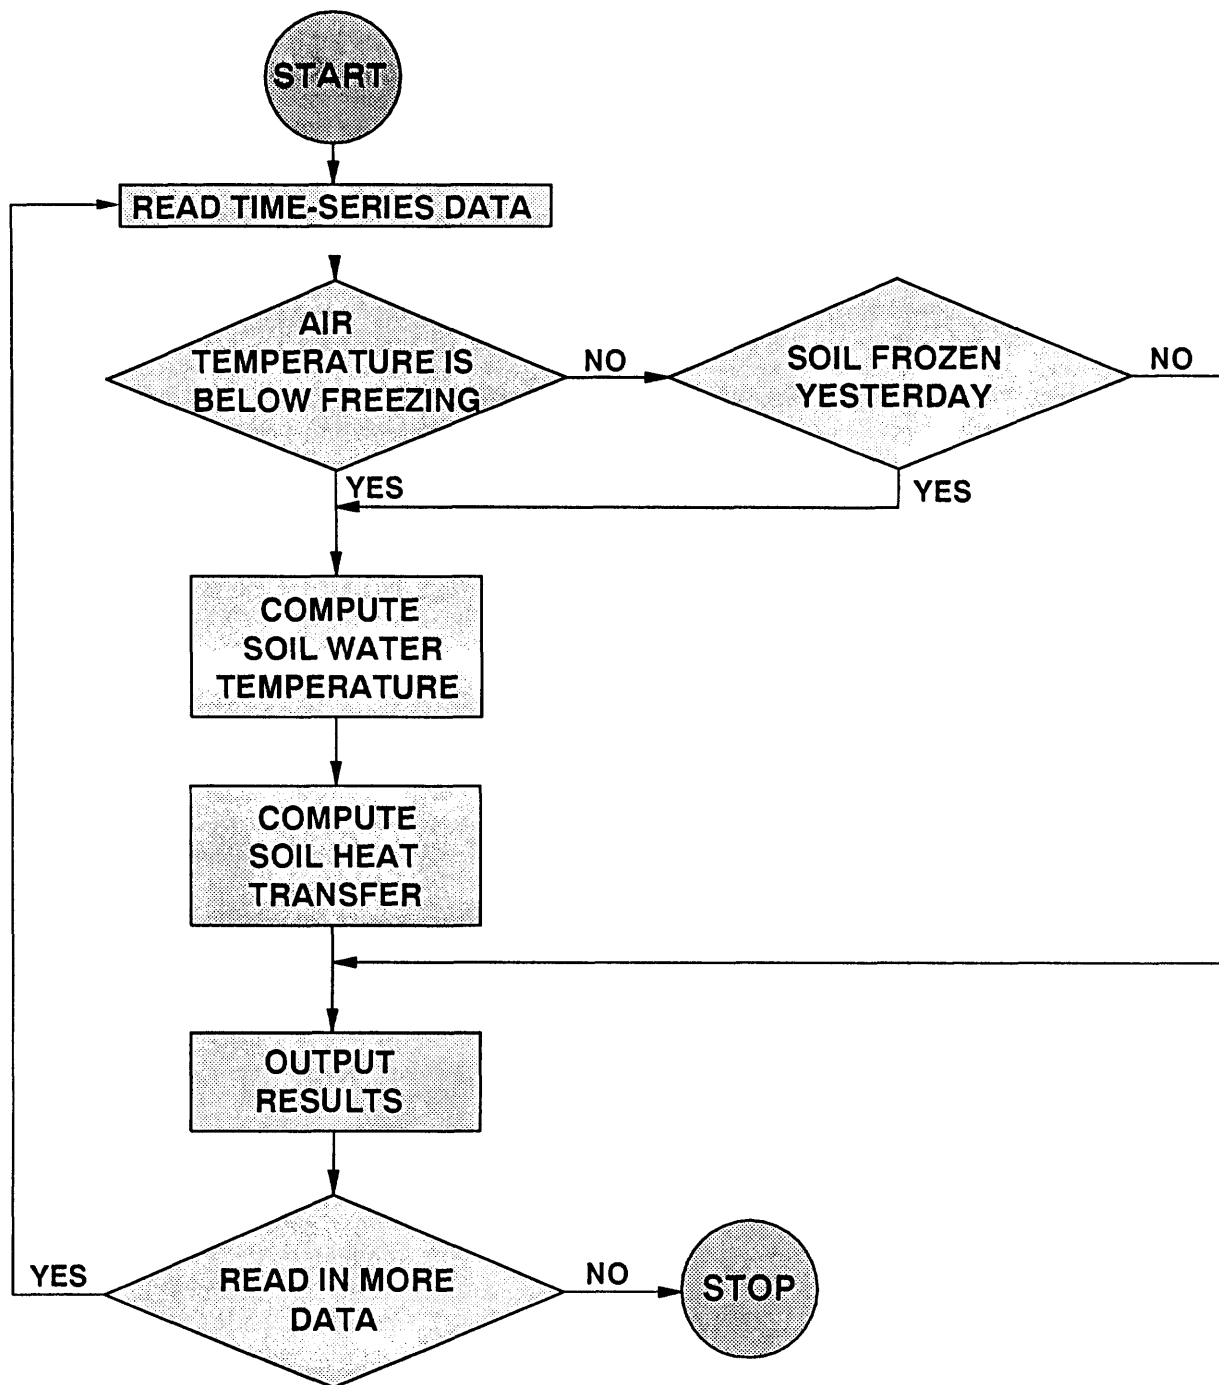 START
READ TIME-SERIES DATA
AIR
TEMPERATURE IS
BELOW FREEZING
NO
SOIL FROZEN
YESTERDAY
NO
YES
YES
COMPUTE
SOIL WATER
TEMPERATURE
COMPUTE
SOIL HEAT
TRANSFER
OUTPUT
RESULTS
YES
READ IN MORE
DATA
NO
STOP